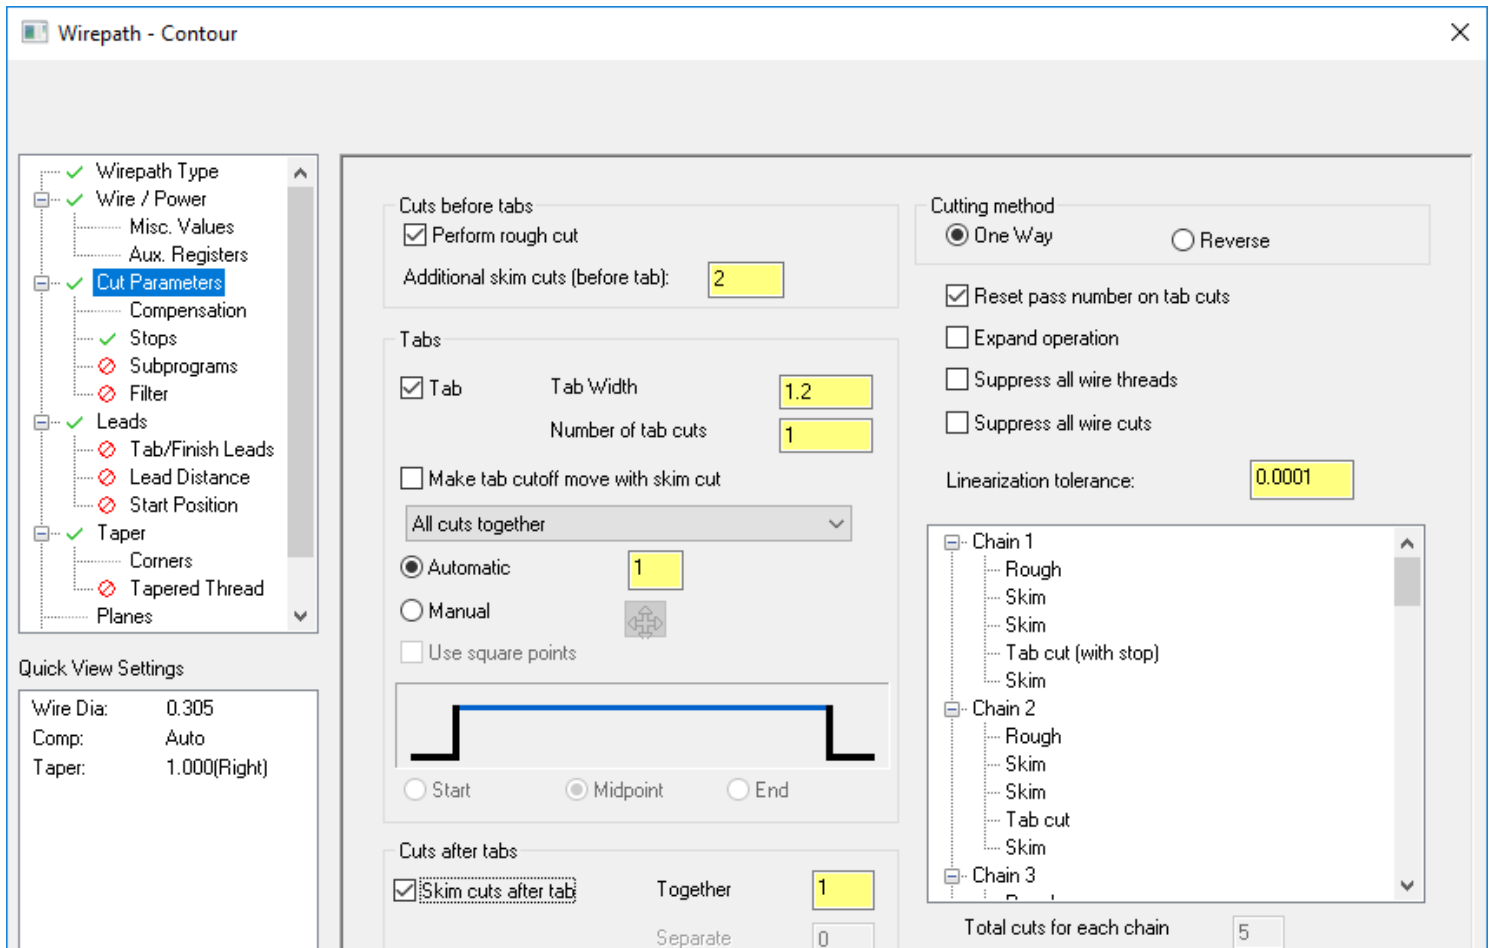 Wirepath - Contour
Wirepath Type
Wire / Power
Misc. Values
Aux. Registers
Cut Parameters
Compensation
Stops
Subprograms
Filter
Leads
Tab/Finish Leads
Lead Distance
Start Position
Taper
Corners
Tapered Thread
Planes
Quick View Settings
Wire Dia: 0.305
Comp: Auto
Taper: 1.000(Right)
Cuts before tabs
Perform rough cut
Additional skim cuts (before tab): 2
Tabs
Tab Tab Width 1.2
Number of tab cuts 1
Make tab cutoff move with skim cut
All cuts together
Automatic 1
Manual
Use square points
Start Midpoint End
Cuts after tabs
Skim cuts after tab Together 1
Separate 0
Cutting method
One Way Reverse
Reset pass number on tab cuts
Expand operation
Suppress all wire threads
Suppress all wire cuts
Linearization tolerance: 0.0001
Chain 1
Rough
Skim
Skim
Tab cut (with stop)
Skim
Chain 2
Rough
Skim
Skim
Tab cut
Skim
Chain 3
Total cuts for each chain 5